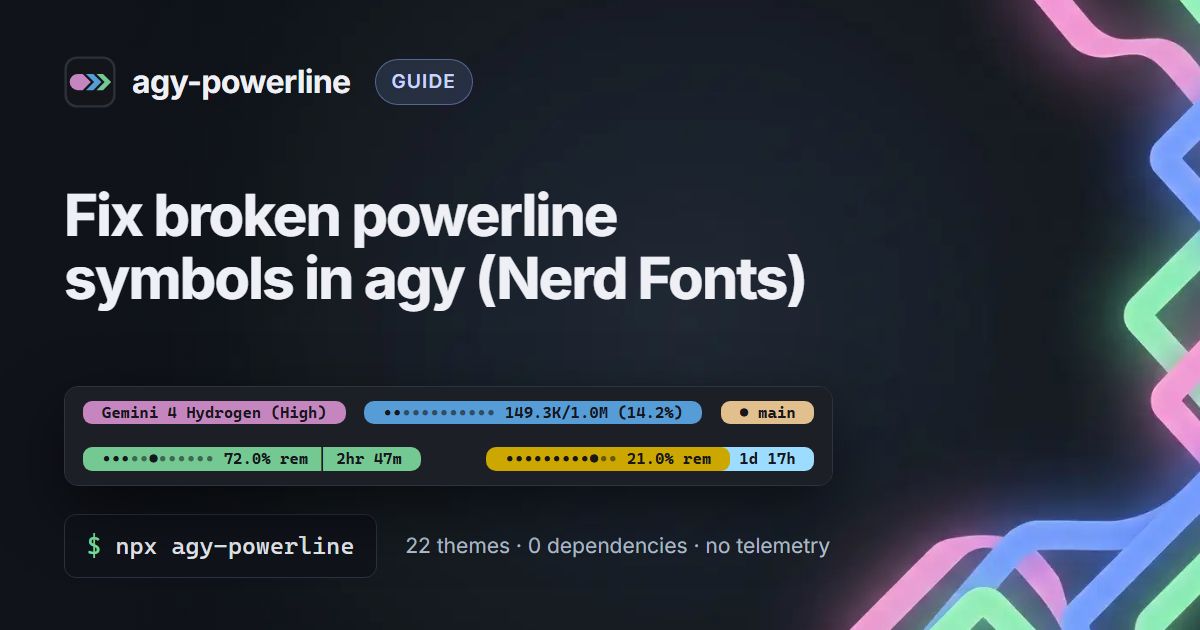 agy-powerline GUIDE
Fix broken powerline
symbols in agy (Nerd Fonts)
Gemini 4 Hydrogen (High) 149.3K/1.0M (14.2%) ● main
72.0% rem 2hr 47m 21.0% rem 1d 17h
$ npx agy-powerline 22 themes · 0 dependencies · no telemetry